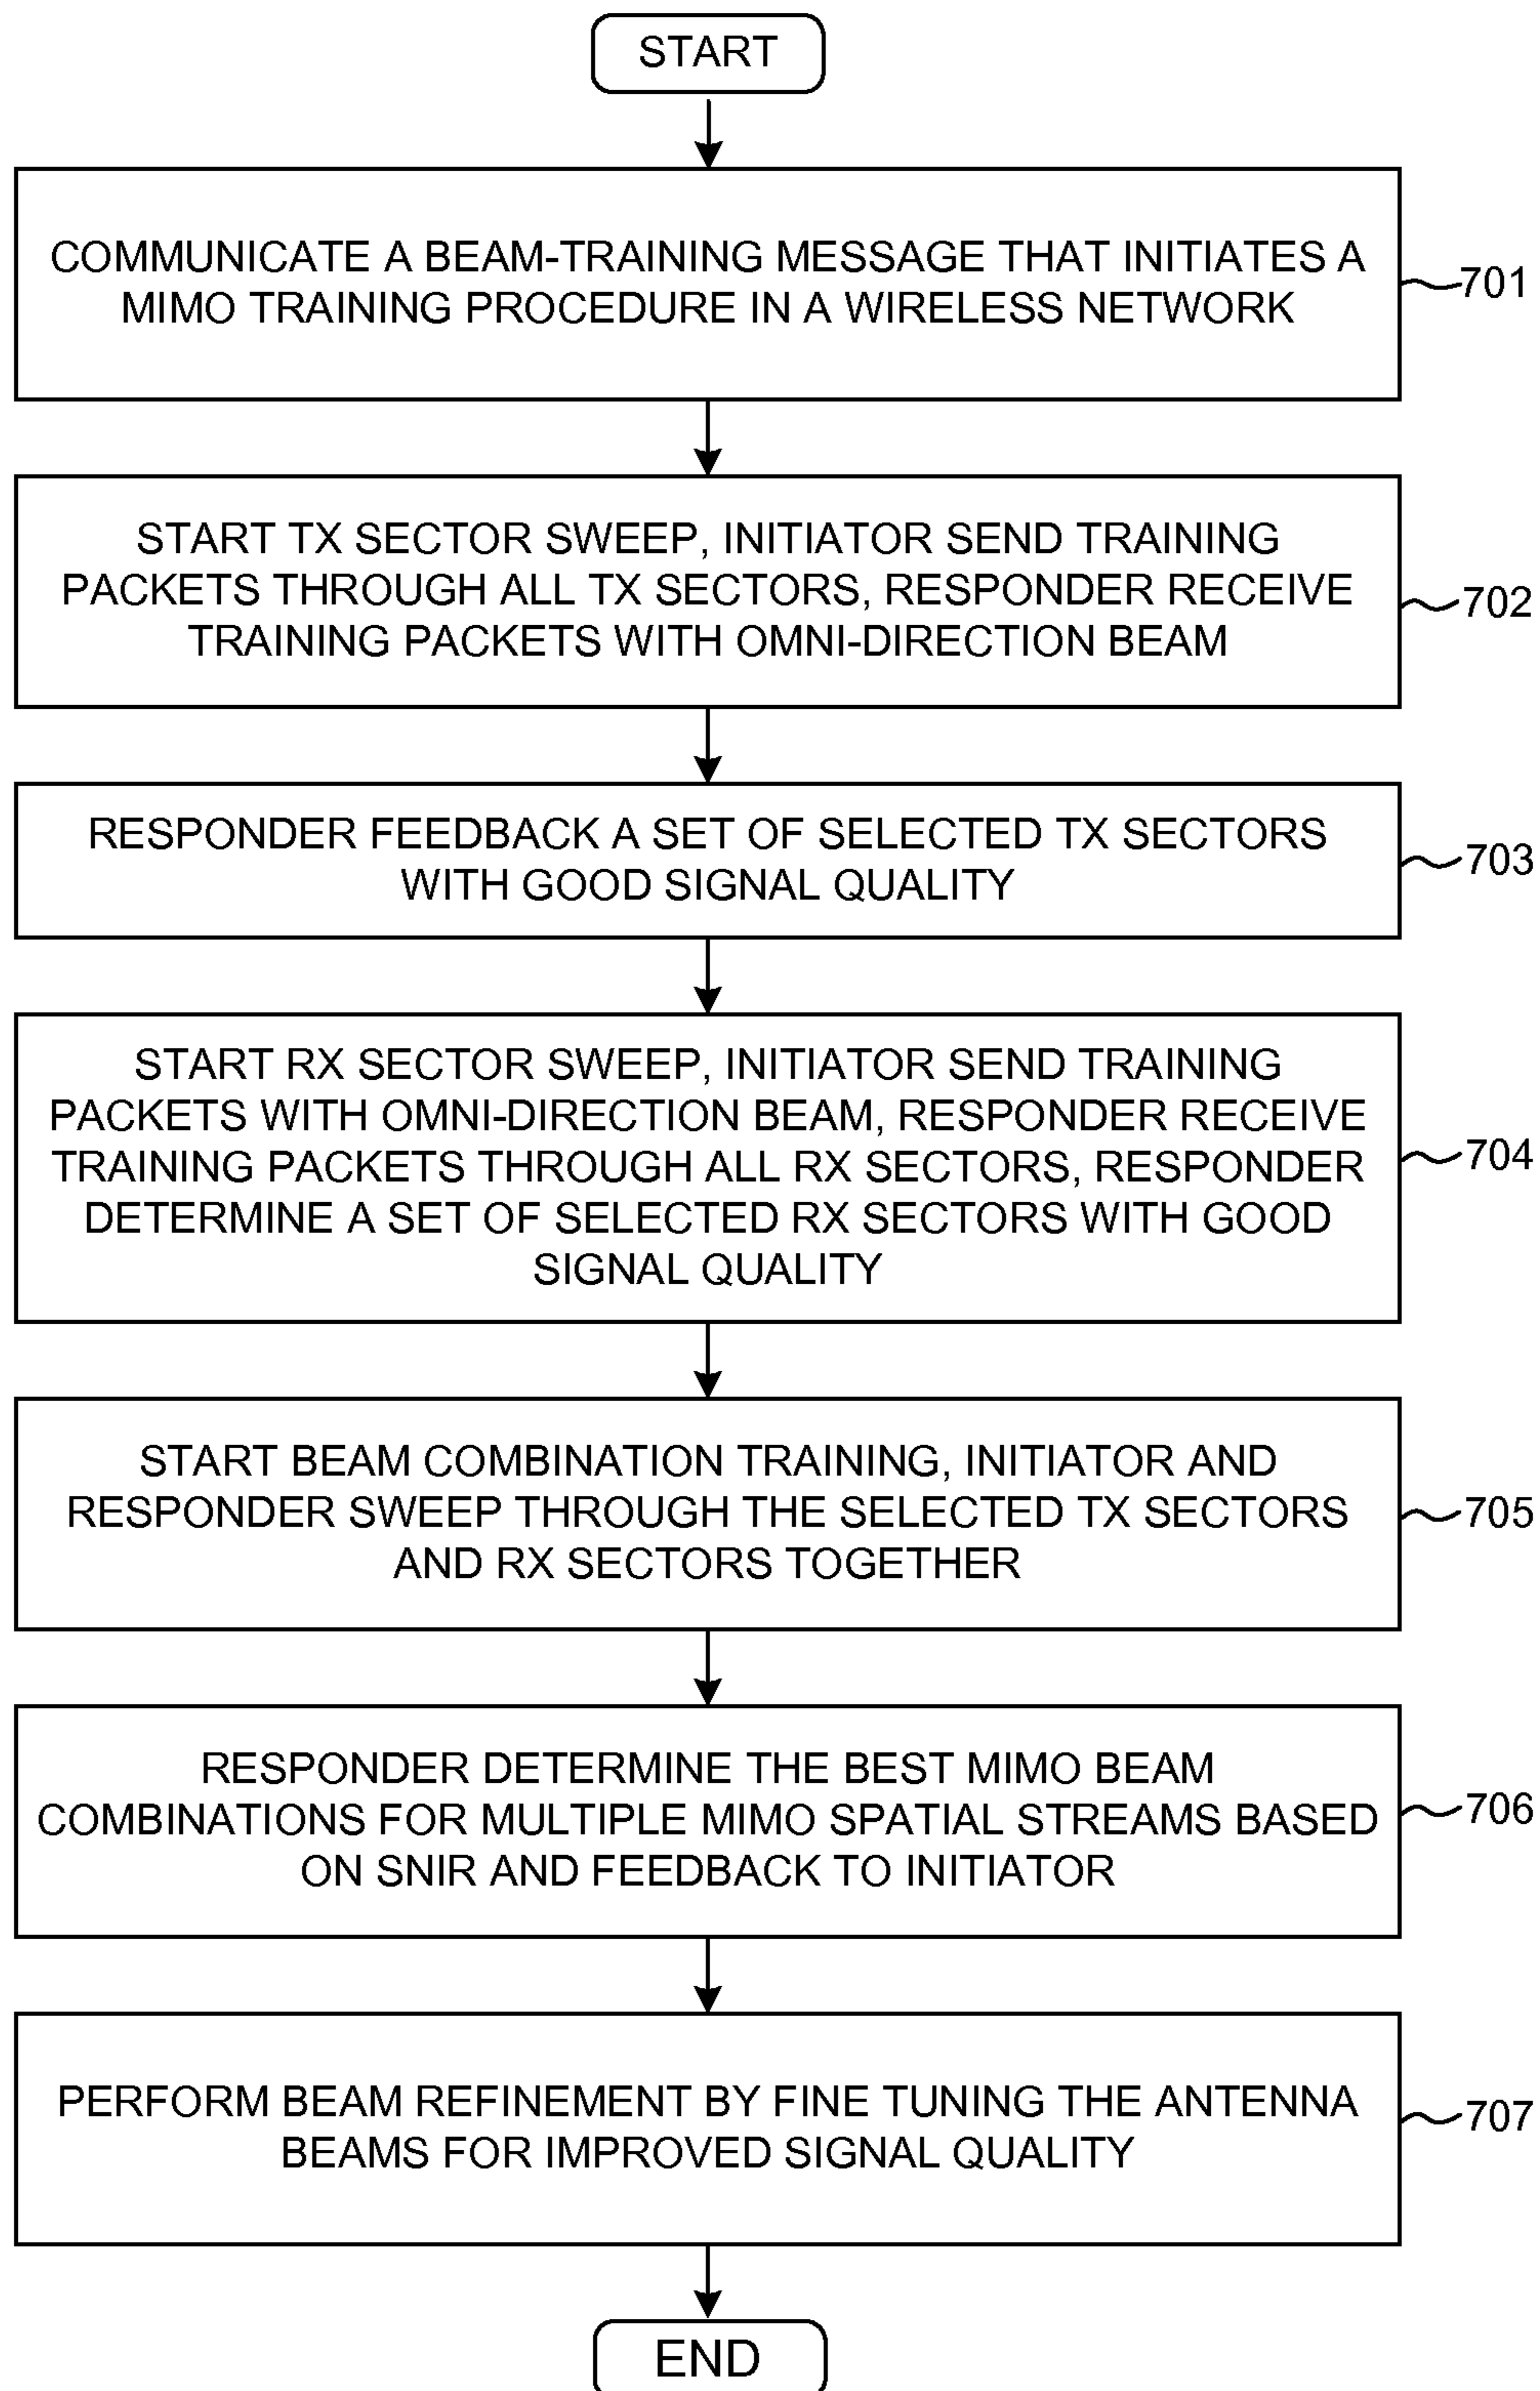 START
COMMUNICATE A BEAM-TRAINING MESSAGE THAT INITIATES A
MIMO TRAINING PROCEDURE IN A WIRELESS NETWORK
701
START TX SECTOR SWEEP, INITIATOR SEND TRAINING
PACKETS THROUGH ALL TX SECTORS, RESPONDER RECEIVE
TRAINING PACKETS WITH OMNI-DIRECTION BEAM
702
RESPONDER FEEDBACK A SET OF SELECTED TX SECTORS
WITH GOOD SIGNAL QUALITY
703
START RX SECTOR SWEEP, INITIATOR SEND TRAINING
PACKETS WITH OMNI-DIRECTION BEAM, RESPONDER RECEIVE
TRAINING PACKETS THROUGH ALL RX SECTORS, RESPONDER
DETERMINE A SET OF SELECTED RX SECTORS WITH GOOD
SIGNAL QUALITY
704
START BEAM COMBINATION TRAINING, INITIATOR AND
RESPONDER SWEEP THROUGH THE SELECTED TX SECTORS
AND RX SECTORS TOGETHER
705
RESPONDER DETERMINE THE BEST MIMO BEAM
COMBINATIONS FOR MULTIPLE MIMO SPATIAL STREAMS BASED
ON SNIR AND FEEDBACK TO INITIATOR
706
PERFORM BEAM REFINEMENT BY FINE TUNING THE ANTENNA
BEAMS FOR IMPROVED SIGNAL QUALITY
707
END